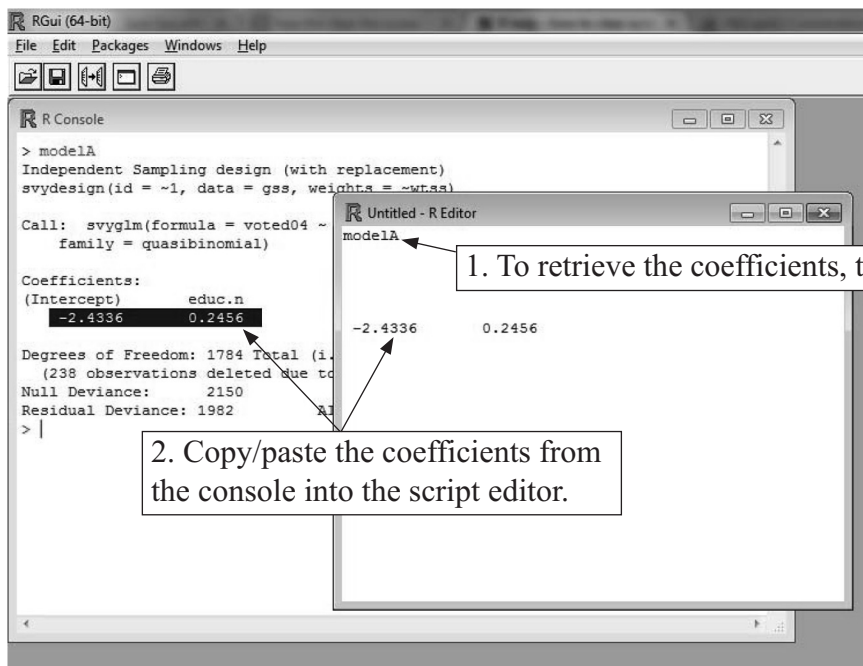 RGui (64-bit)
File Edit Packages Windows Help
R Console
> modelA
Independent Sampling design (with replacement)
svydesign(id = ~1, data = gss, weights = ~wtss)
Call: svyglm(formula = voted04 ~
family = quasibinomial)
Coefficients:
(Intercept) educ.n
-2.4336 0.2456
Degrees of Freedom: 1784 Total (i.
(238 observations deleted due to
Null Deviance: 2150
Residual Deviance: 1982 AI
> |
Untitled - R Editor
modelA
1. To retrieve the coefficients, t
-2.4336 0.2456
2. Copy/paste the coefficients from
the console into the script editor.